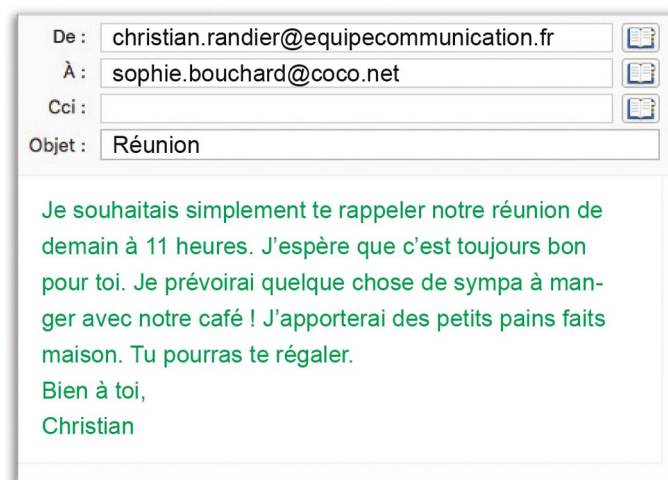 De : christian.randier@equipecommunication.fr
À : sophie.bouchard@coco.net
Cci :
Objet : Réunion
Je souhaitais simplement te rappeler notre réunion de
demain à 11 heures. J'espère que c'est toujours bon
pour toi. Je prévoirai quelque chose de sympa à man-
ger avec notre café ! J'apporterai des petits pains faits
maison. Tu pourras te régaler.
Bien à toi,
Christian